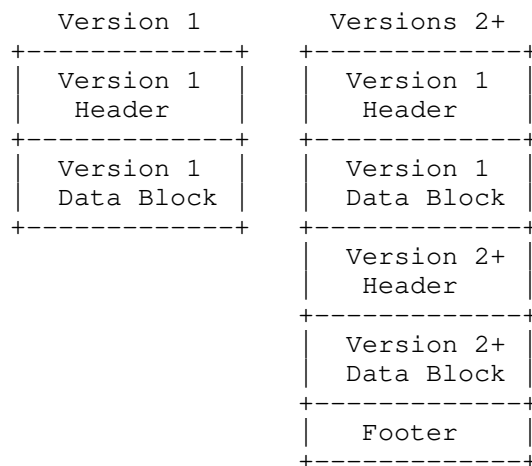 Version 1 Versions 2+
+-------------+ +-------------+
| Version 1 | | Version 1 |
| Header | | Header |
+-------------+ +-------------+
| Version 1 | | Version 1 |
| Data Block | | Data Block |
+-------------+ +-------------+
| Version 2+ |
| Header |
+-------------+
| Version 2+ |
| Data Block |
+-------------+
| Footer |
+-------------+